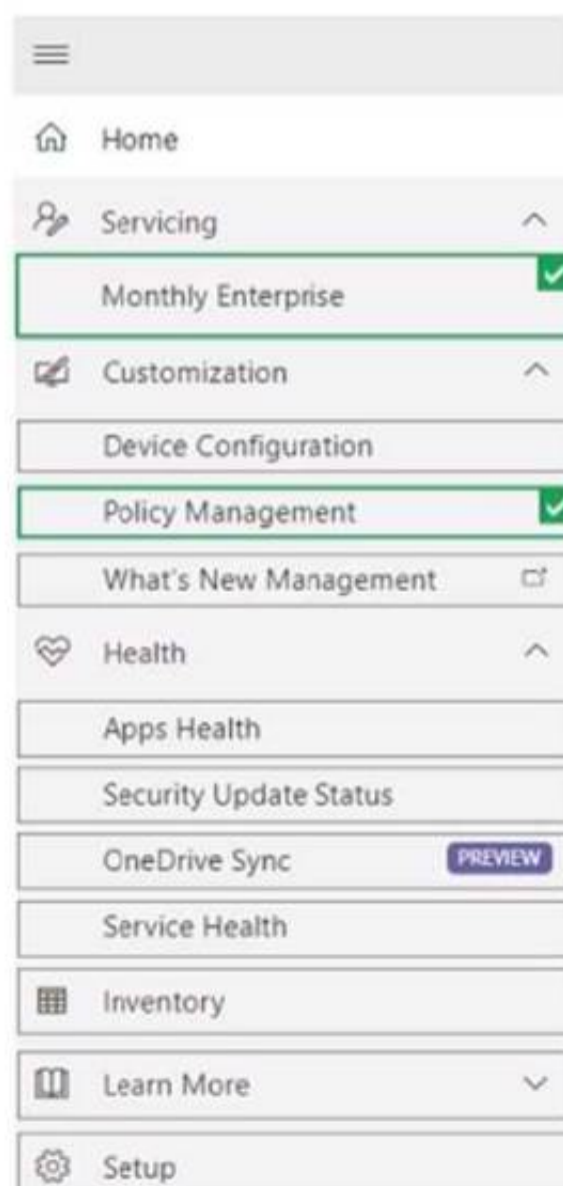 Home
Servicing
Monthly Enterprise
Customization
Device Configuration
Policy Management
What's New Management
Health
Apps Health
Security Update Status
OneDrive Sync PREVIEW
Service Health
Inventory
Learn More
Setup